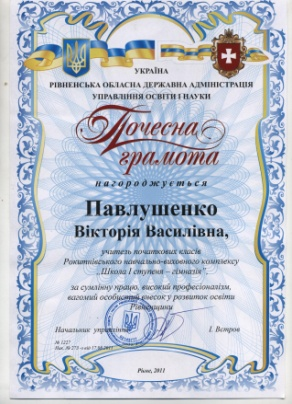 УКРАЇНА
РІВНЕНСЬКА ОБЛАСНА ДЕРЖАВНА АДМІНІСТРАЦІЯ
УПРАВЛІННЯ ОСВІТИ І НАУКИ
Почесна
грамота
нагороджується
Павлушенко
Вікторія Василівна,
учитель початкових класів
Рокитнівського навчально-виховного комплексу
„Школа І ступеня – гімназія",
за сумлінну працю, високий професіоналізм,
вагомий особистий внесок у розвиток освіти
Рівненщини
Начальник управління І. Вєтров
№ 1227
Рівне, 2011